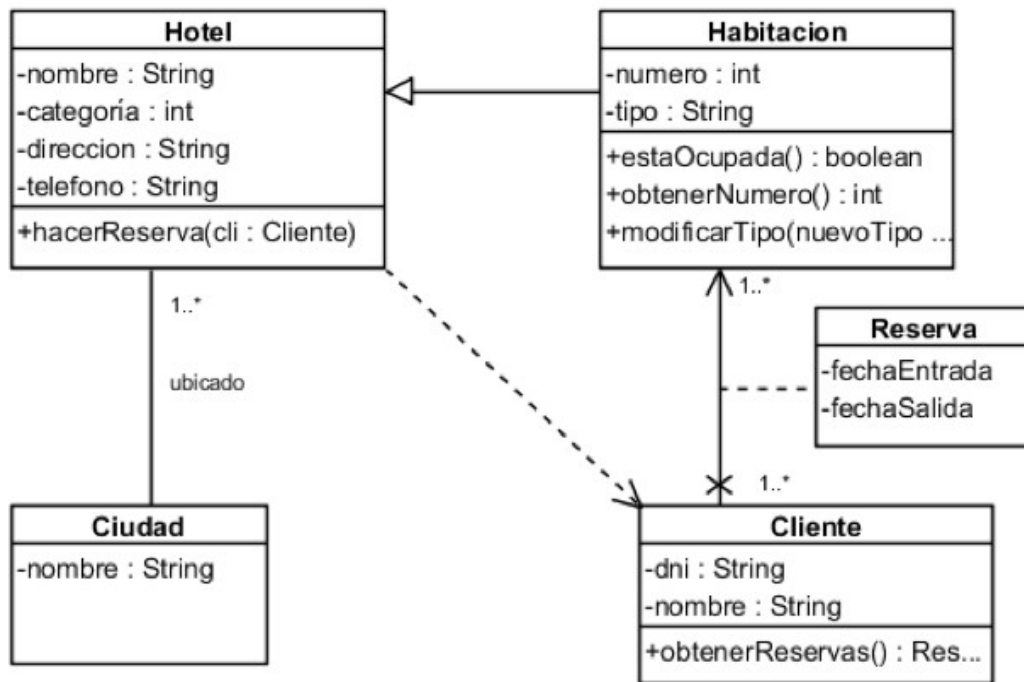 Hotel
-nombre : String
-categoría : int
-direccion : String
-telefono : String
+hacerReserva(cli : Cliente)
Habitacion
-numero : int
-tipo : String
+estaOcupada() : boolean
+obtenerNumero() : int
+modificarTipo(nuevoTipo ...
1..*
ubicado
1..*
Reserva
-fechaEntrada
-fechaSalida
1..*
Ciudad
-nombre : String
Cliente
-dni : String
-nombre : String
+obtenerReservas() : Res...